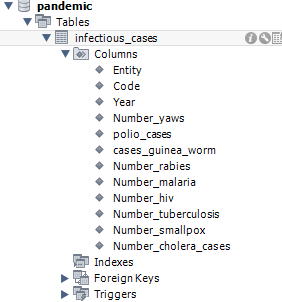 pandemic
Tables
infectious_cases
Columns
Entity
Code
Year
Number_yaws
polio_cases
cases_guinea_worm
Number_rabies
Number_malaria
Number_hiv
Number_tuberculosis
Number_smallpox
Number_cholera_cases
Indexes
Foreign Keys
Triggers